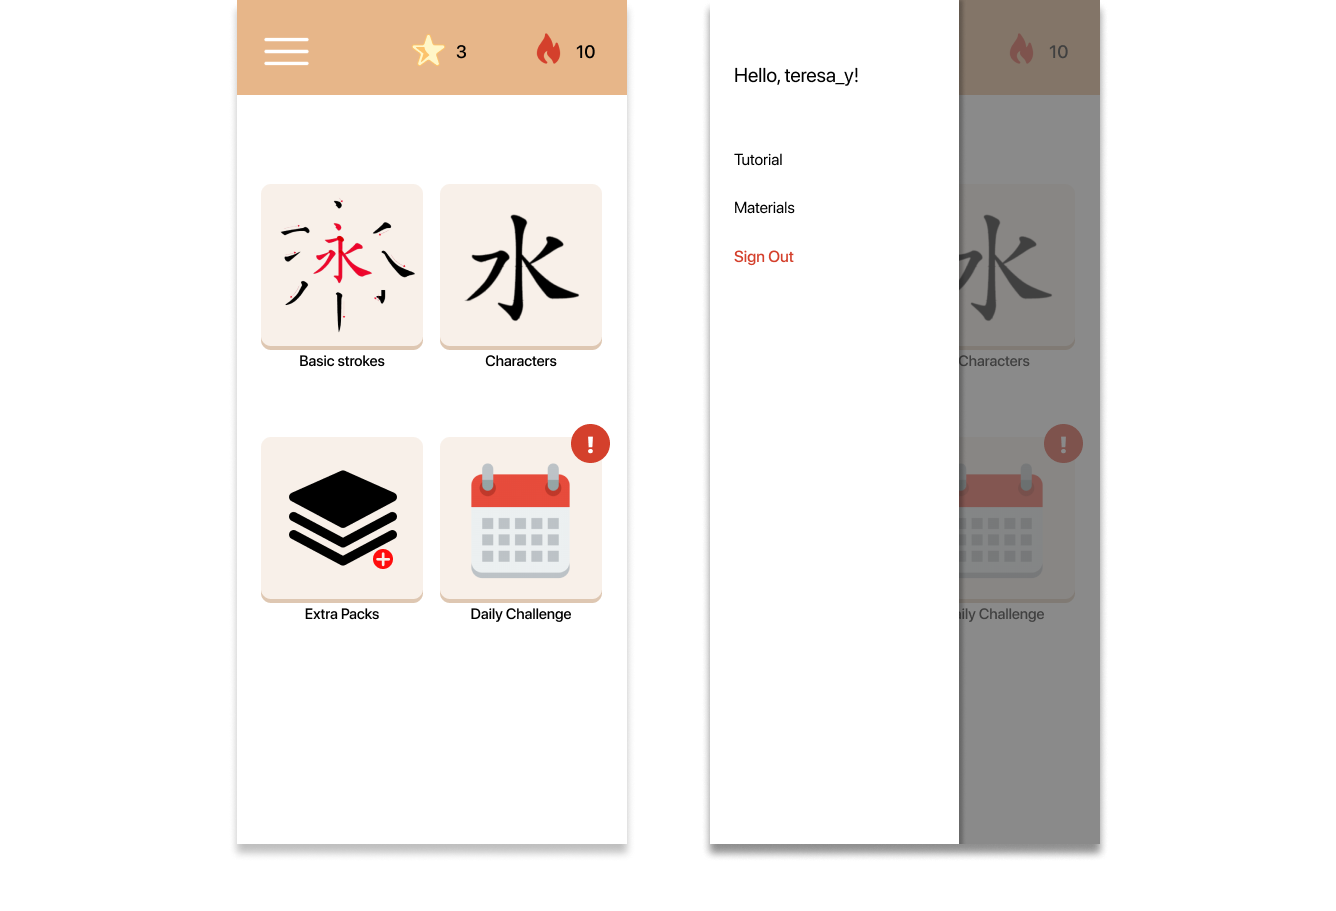 3
10
永
水
Basic strokes
Characters
!
Extra Packs
Daily Challenge
Hello, teresa_y!
10
Tutorial
Materials
Sign Out
水
Characters
!
ily Challenge